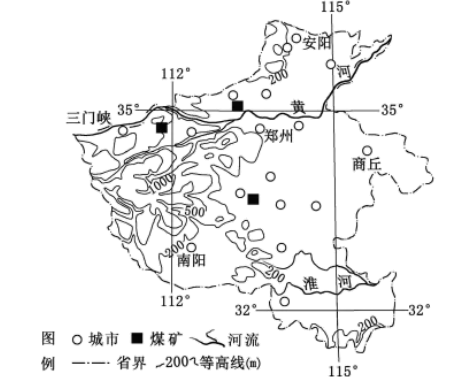 115°
安阳
200
河
112°
三门峡
35°
黄
35°
郑州
商丘
1000
500
200
南阳
200
淮河
112°
32°
32°
200
图 城市 煤矿 河流
例 省界 200 等高线(m)
115°